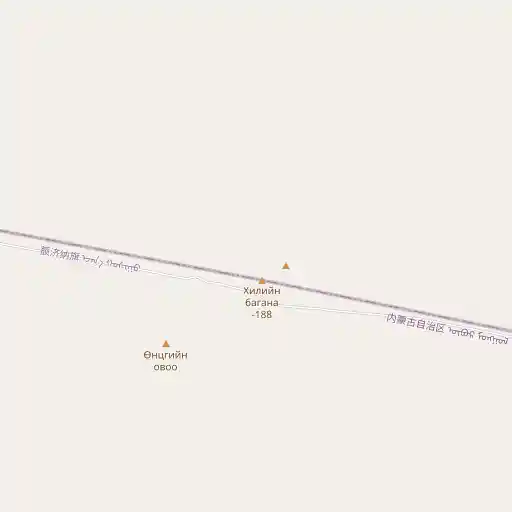 额济纳旗
Хилийн
багана
-188
内蒙古自治区
Өнцгийн
овоо